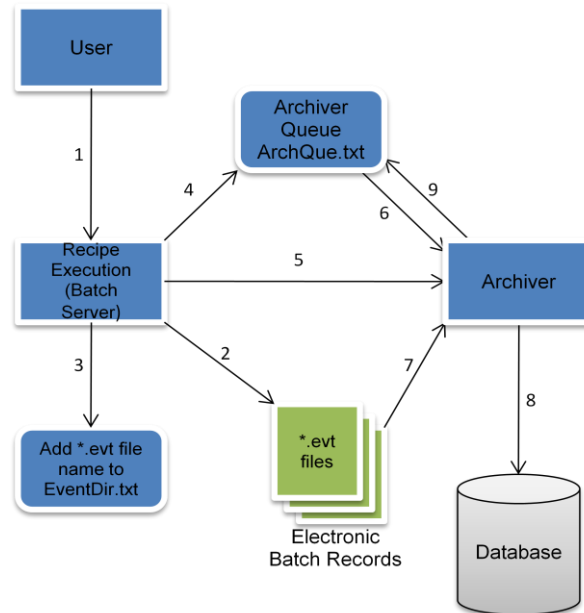 User
1
Archiver
Queue
ArchQue.txt
4
9
6
Recipe
Execution
(Batch
Server)
5
Archiver
3
2
7
8
Add *.evt file
name to
EventDir.txt
*.evt
files
Electronic
Batch Records
Database